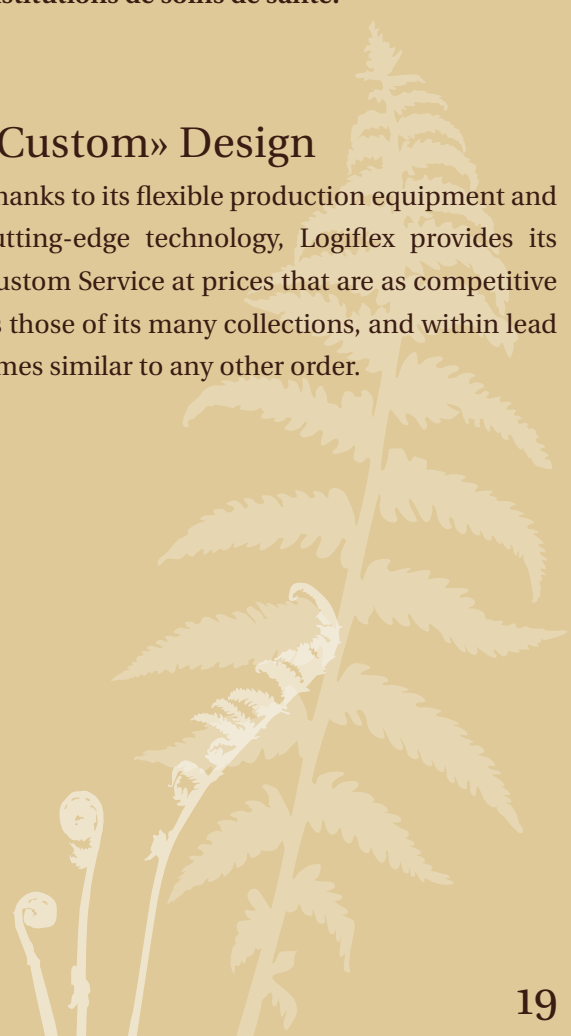 stitutions de soins de santé.
Custom» Design
hanks to its flexible production equipment and
utting-edge technology, Logiflex provides its
ustom Service at prices that are as competitive
s those of its many collections, and within lead
mes similar to any other order.
19